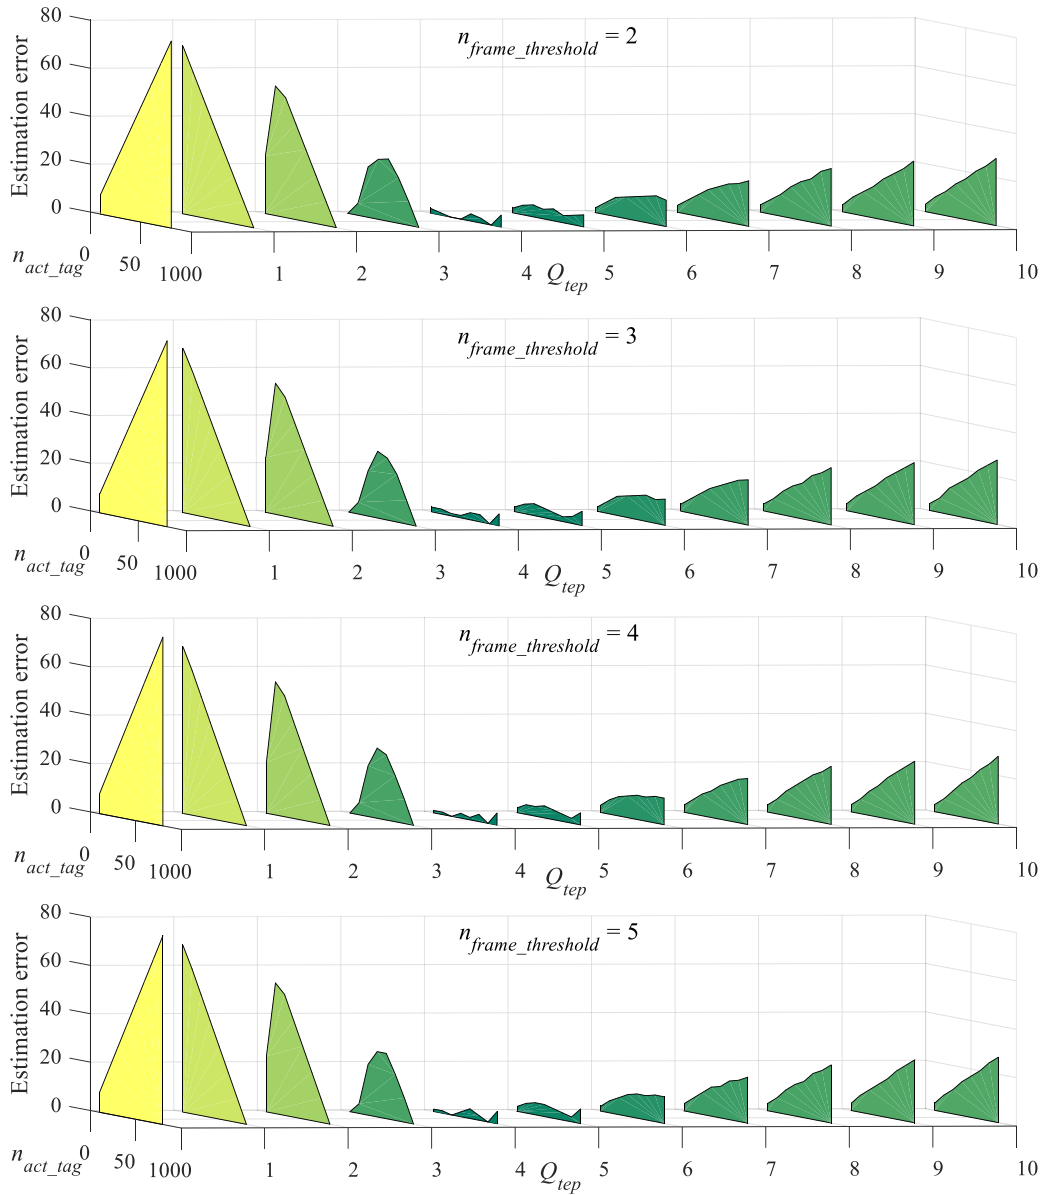 80
60
40
20
0
Estimation error
n_frame_threshold = 2
n_act_tag 0 50 1000 1 2 3 4 5 6 7 8 9 10
Q_tep
80
60
40
20
0
Estimation error
n_frame_threshold = 3
n_act_tag 0 50 1000 1 2 3 4 5 6 7 8 9 10
Q_tep
80
60
40
20
0
Estimation error
n_frame_threshold = 4
n_act_tag 0 50 1000 1 2 3 4 5 6 7 8 9 10
Q_tep
80
60
40
20
0
Estimation error
n_frame_threshold = 5
n_act_tag 0 50 1000 1 2 3 4 5 6 7 8 9 10
Q_tep